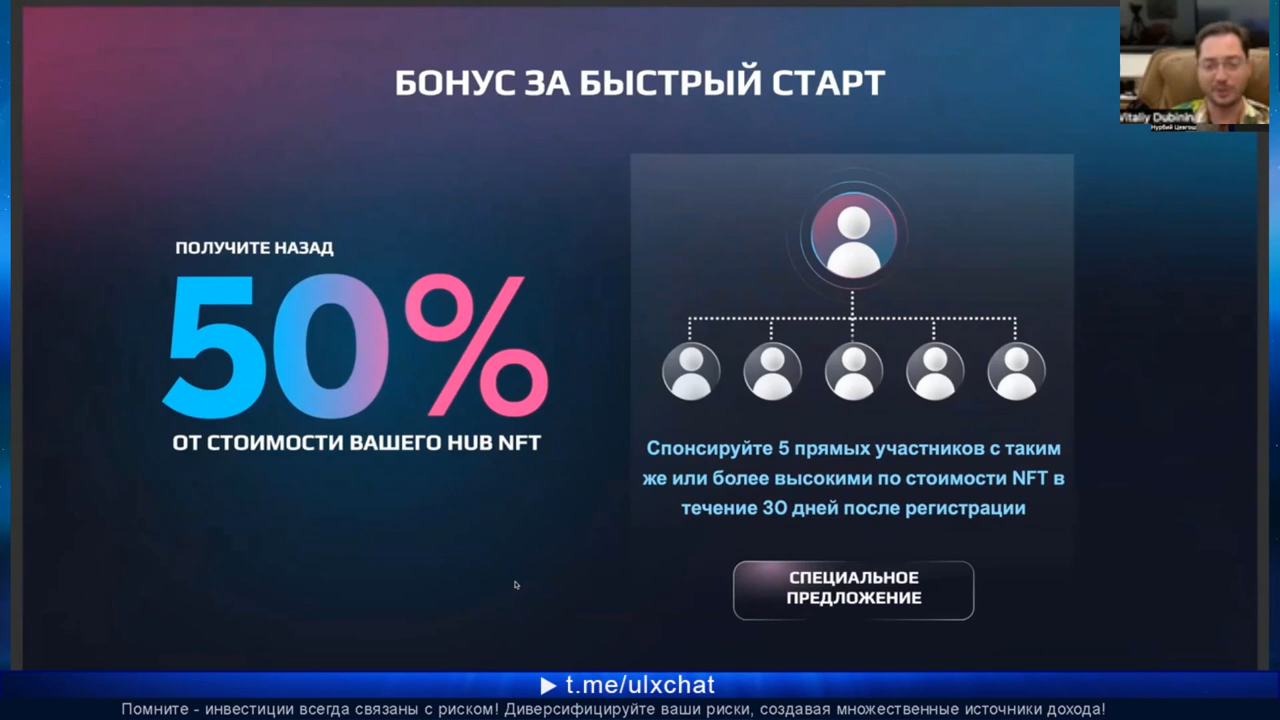 БОНУС ЗА БЫСТРЫЙ СТАРТ
Vitaliy Dubinin
Нурбий Цевгош
ПОЛУЧИТЕ НАЗАД
50%
ОТ СТОИМОСТИ ВАШЕГО HUB NFT
Спонсируйте 5 прямых участников с таким
же или более высокими по стоимости NFT в
течение 30 дней после регистрации
СПЕЦИАЛЬНОЕ
ПРЕДЛОЖЕНИЕ
t.me/ulxchat
Помните - инвестиции всегда связаны с риском! Диверсифицируйте ваши риски, создавая множественные источники дохода!